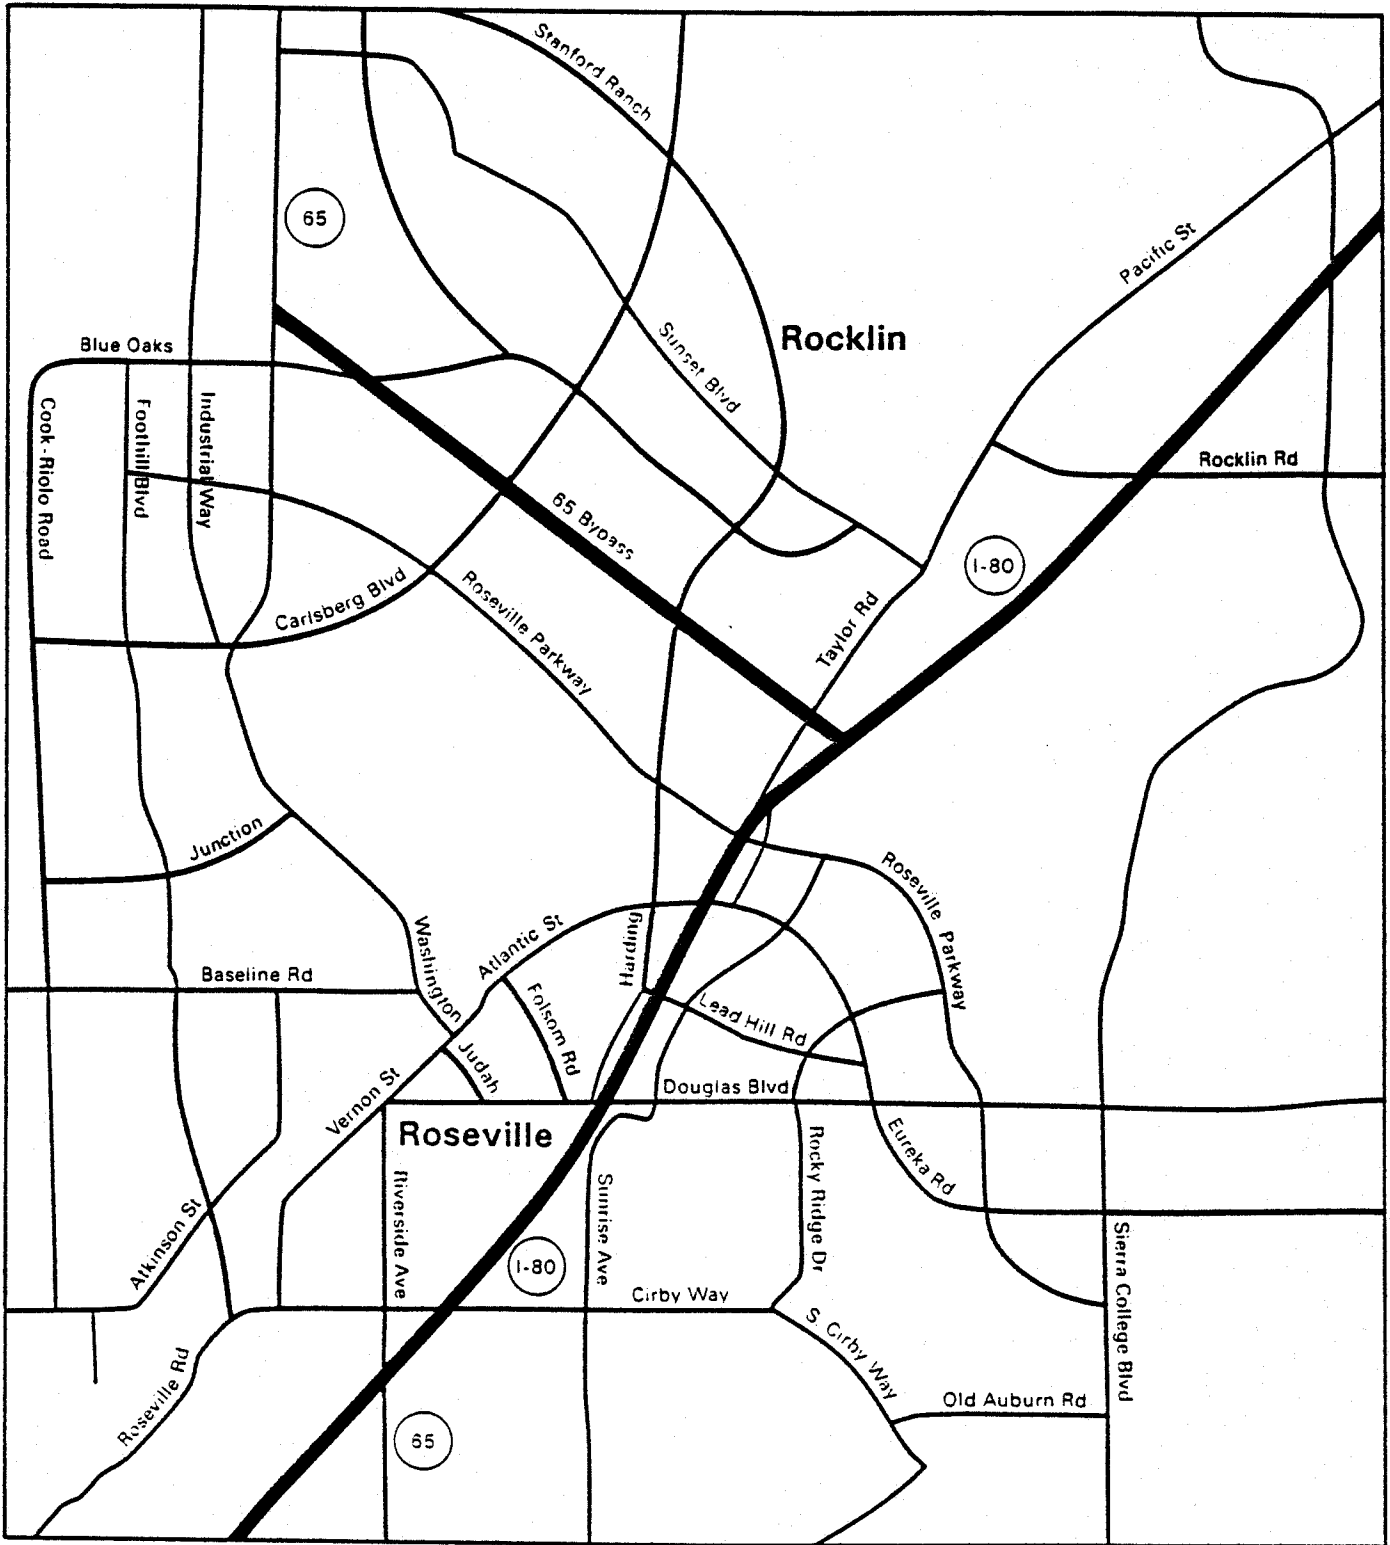 Stanford Ranch
65
Pacific St
Rocklin
Sunset Blvd
Blue Oaks
Cook-Riolo Road
Foothill Blvd
Industrial Way
Rocklin Rd
65 Bypass
I-80
Carlsberg Blvd
Roseville Parkway
Taylor Rd
Junction
Roseville Parkway
Washington
Atlantic St
Harding
Baseline Rd
Folsom Rd
Lead Hill Rd
Judah
Vernon St
Douglas Blvd
Roseville
Eureka Rd
Rocky Ridge Dr
Riverside Ave
Sunrise Ave
Atkinson St
I-80
Cirby Way
Sierra College Blvd
S. Cirby Way
Roseville Rd
Old Auburn Rd
65